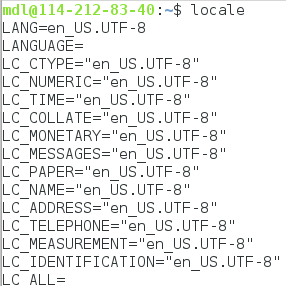 mdl@114-212-83-40:~$ locale
LANG=en_US.UTF-8
LANGUAGE=
LC_CTYPE="en_US.UTF-8"
LC_NUMERIC="en_US.UTF-8"
LC_TIME="en_US.UTF-8"
LC_COLLATE="en_US.UTF-8"
LC_MONETARY="en_US.UTF-8"
LC_MESSAGES="en_US.UTF-8"
LC_PAPER="en_US.UTF-8"
LC_NAME="en_US.UTF-8"
LC_ADDRESS="en_US.UTF-8"
LC_TELEPHONE="en_US.UTF-8"
LC_MEASUREMENT="en_US.UTF-8"
LC_IDENTIFICATION="en_US.UTF-8"
LC_ALL=